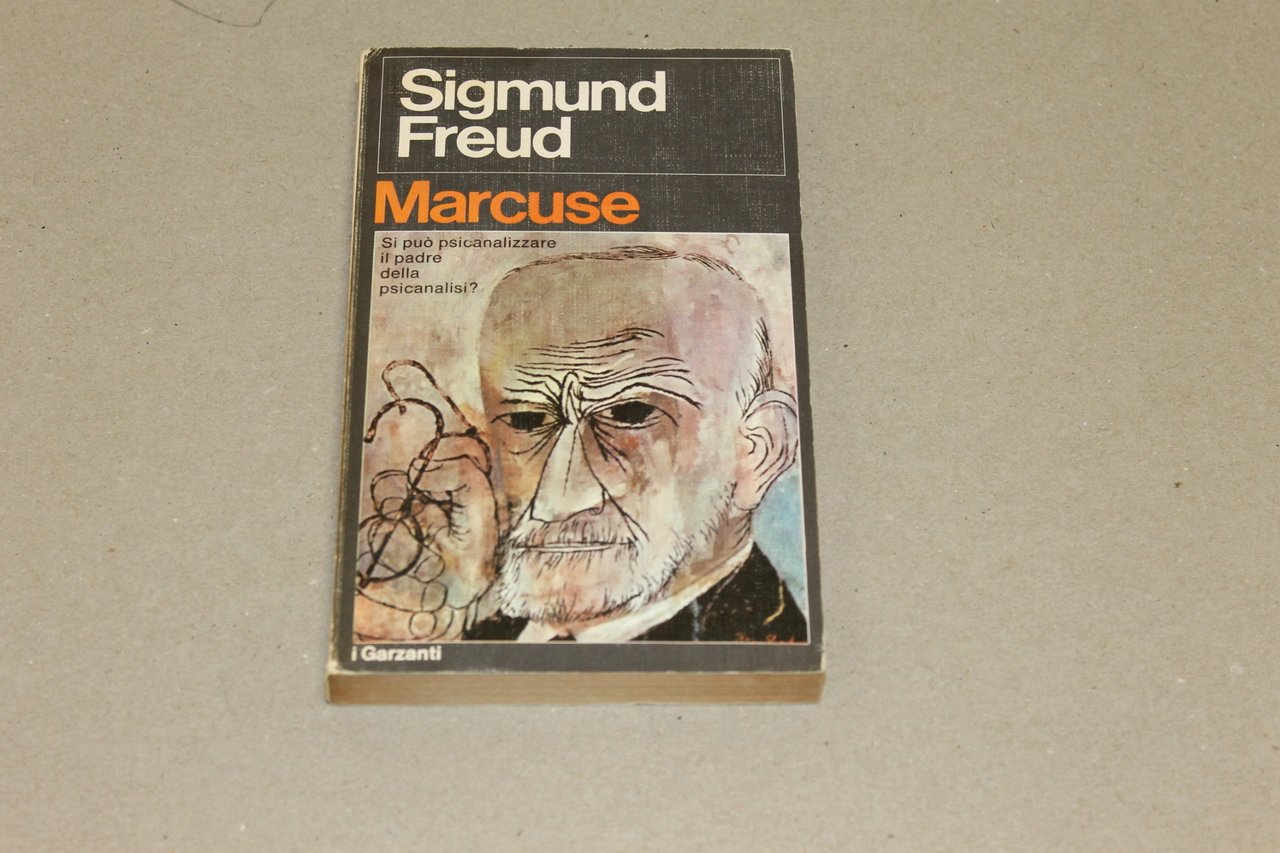 Sigmund
Freud
Marcuse
Si può psicanalizzare
il padre
della
psicanalisi?
i Garzanti